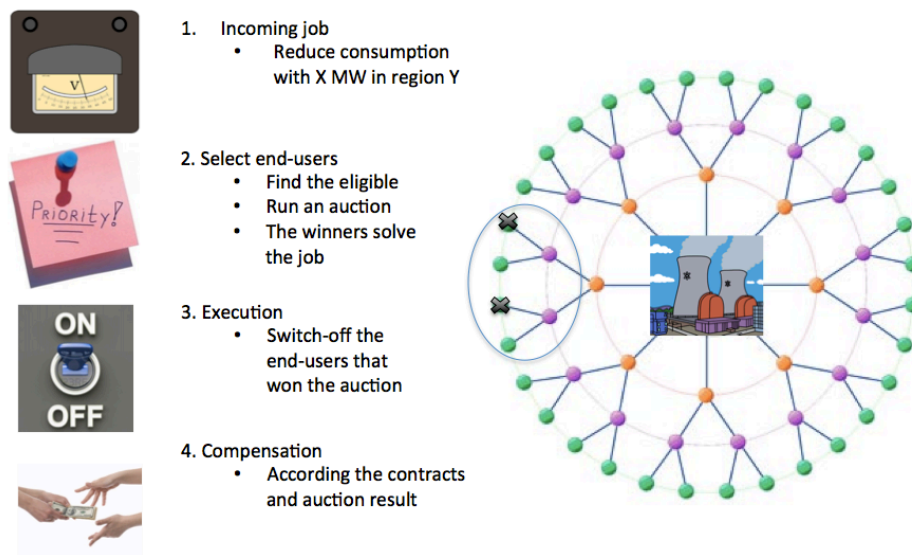 V
1. Incoming job
• Reduce consumption
with X MW in region Y
PRIORITY!
2. Select end-users
• Find the eligible
• Run an auction
• The winners solve
the job
ON
OFF
3. Execution
• Switch-off the
end-users that
won the auction
4. Compensation
• According the contracts
and auction result